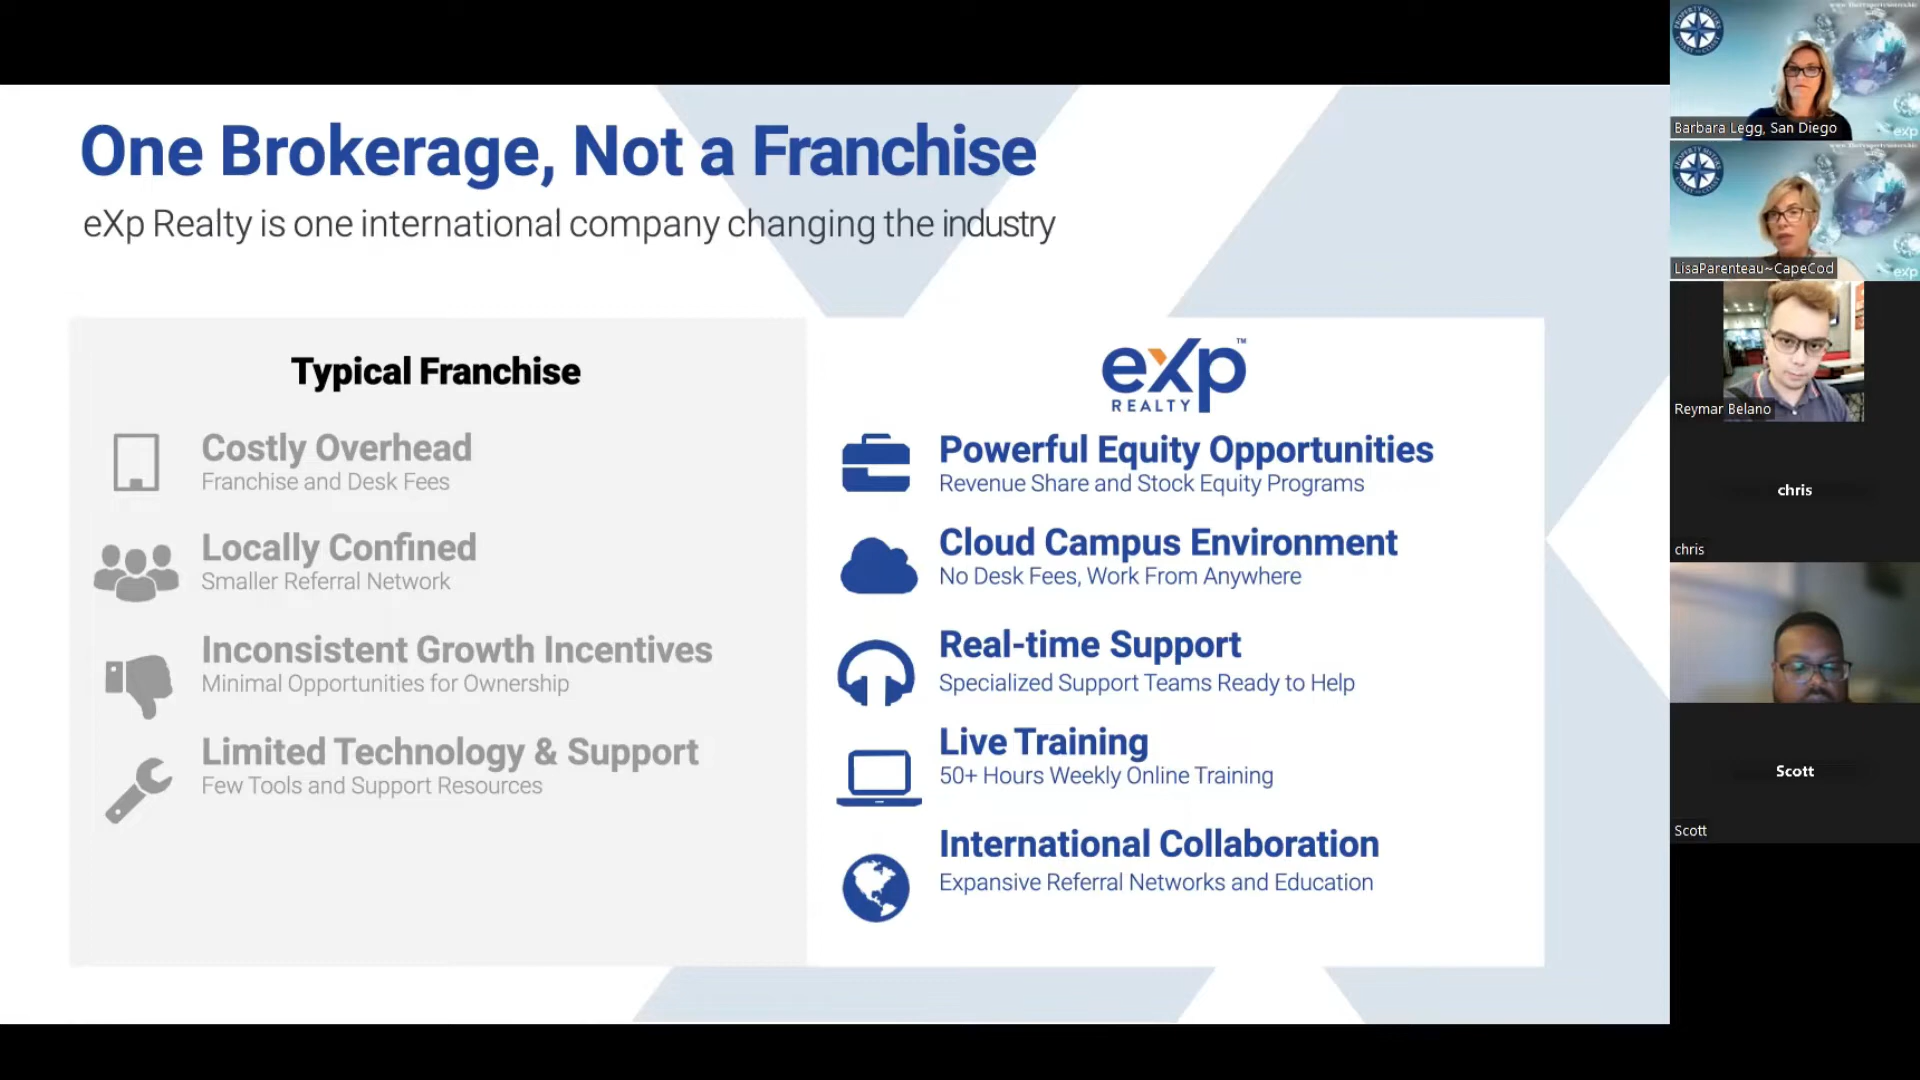 One Brokerage, Not a Franchise
eXp Realty is one international company changing the industry
Typical Franchise
Costly Overhead
Franchise and Desk Fees
Locally Confined
Smaller Referral Network
Inconsistent Growth Incentives
Minimal Opportunities for Ownership
Limited Technology & Support
Few Tools and Support Resources
eXp™
REALTY
Powerful Equity Opportunities
Revenue Share and Stock Equity Programs
Cloud Campus Environment
No Desk Fees, Work From Anywhere
Real-time Support
Specialized Support Teams Ready to Help
Live Training
50+ Hours Weekly Online Training
International Collaboration
Expansive Referral Networks and Education
Barbara Legg, San Diego
exp
LisaParenteau~CapeCod
exp
Reymar Belano
chris
chris
Scott
Scott